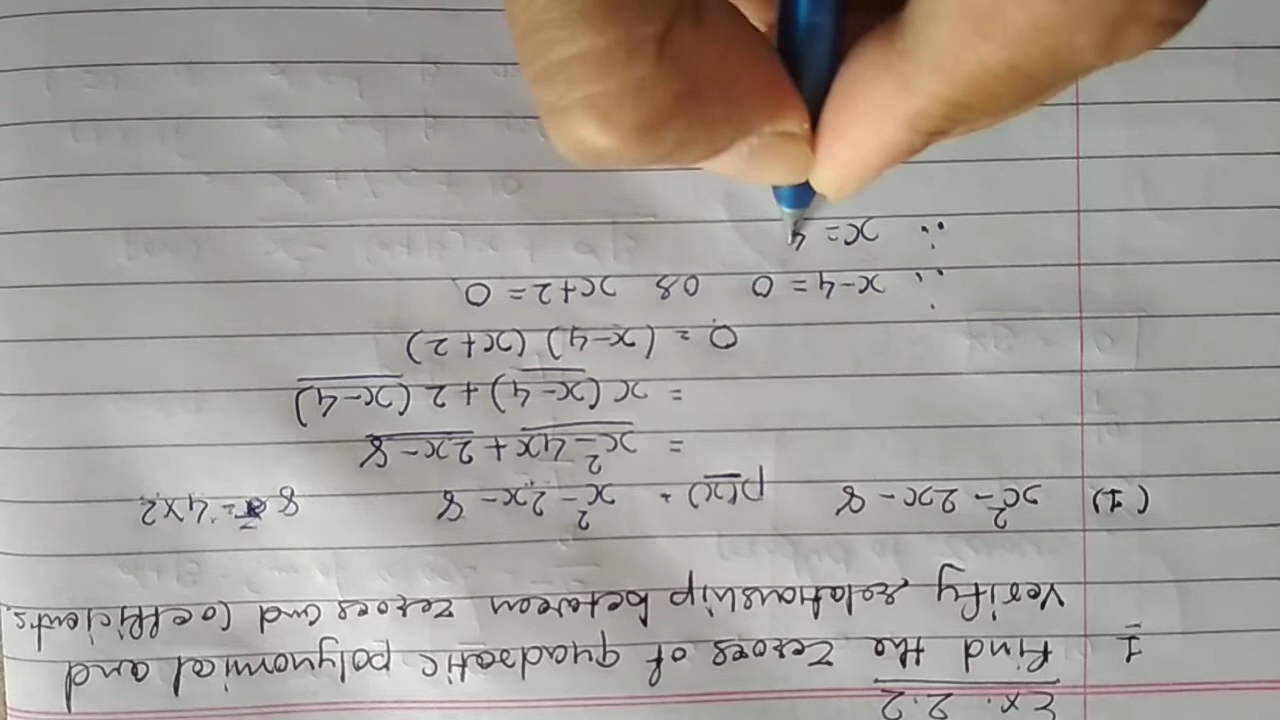 Ex. 2.2
1 Find the zeroes of quadratic polynomial and
Verify relationship between zeroes and coefficients.
(1) x² - 2x - 8 p(x) = x² - 2x - 8 8 = 4×2
= x² - 4x + 2x - 8
= x(x-4) + 2(x-4)
0 = (x-4) (x+2)
∴ x-4 = 0 or x+2 = 0
∴ x = 4